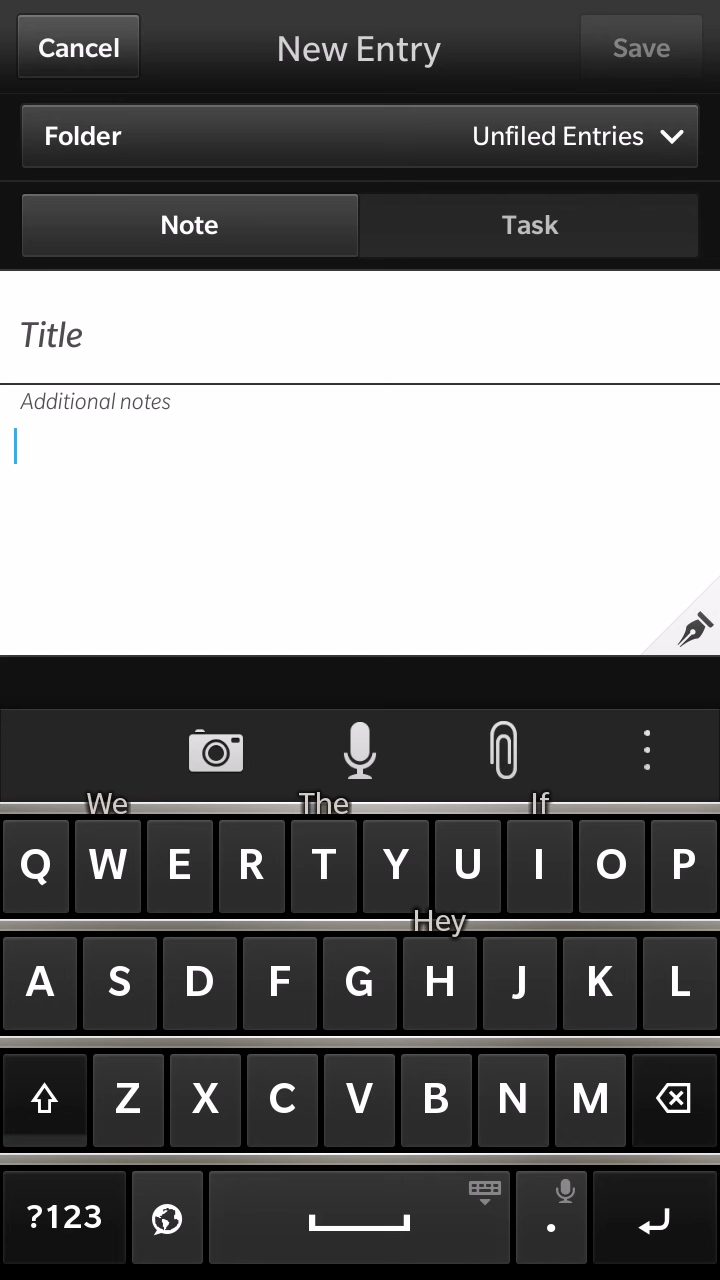 Cancel New Entry Save
Folder Unfiled Entries
Note Task
Title
Additional notes
We The If
Q W E R T Y U I O P
Hey
A S D F G H J K L
Z X C V B N M
?123 .